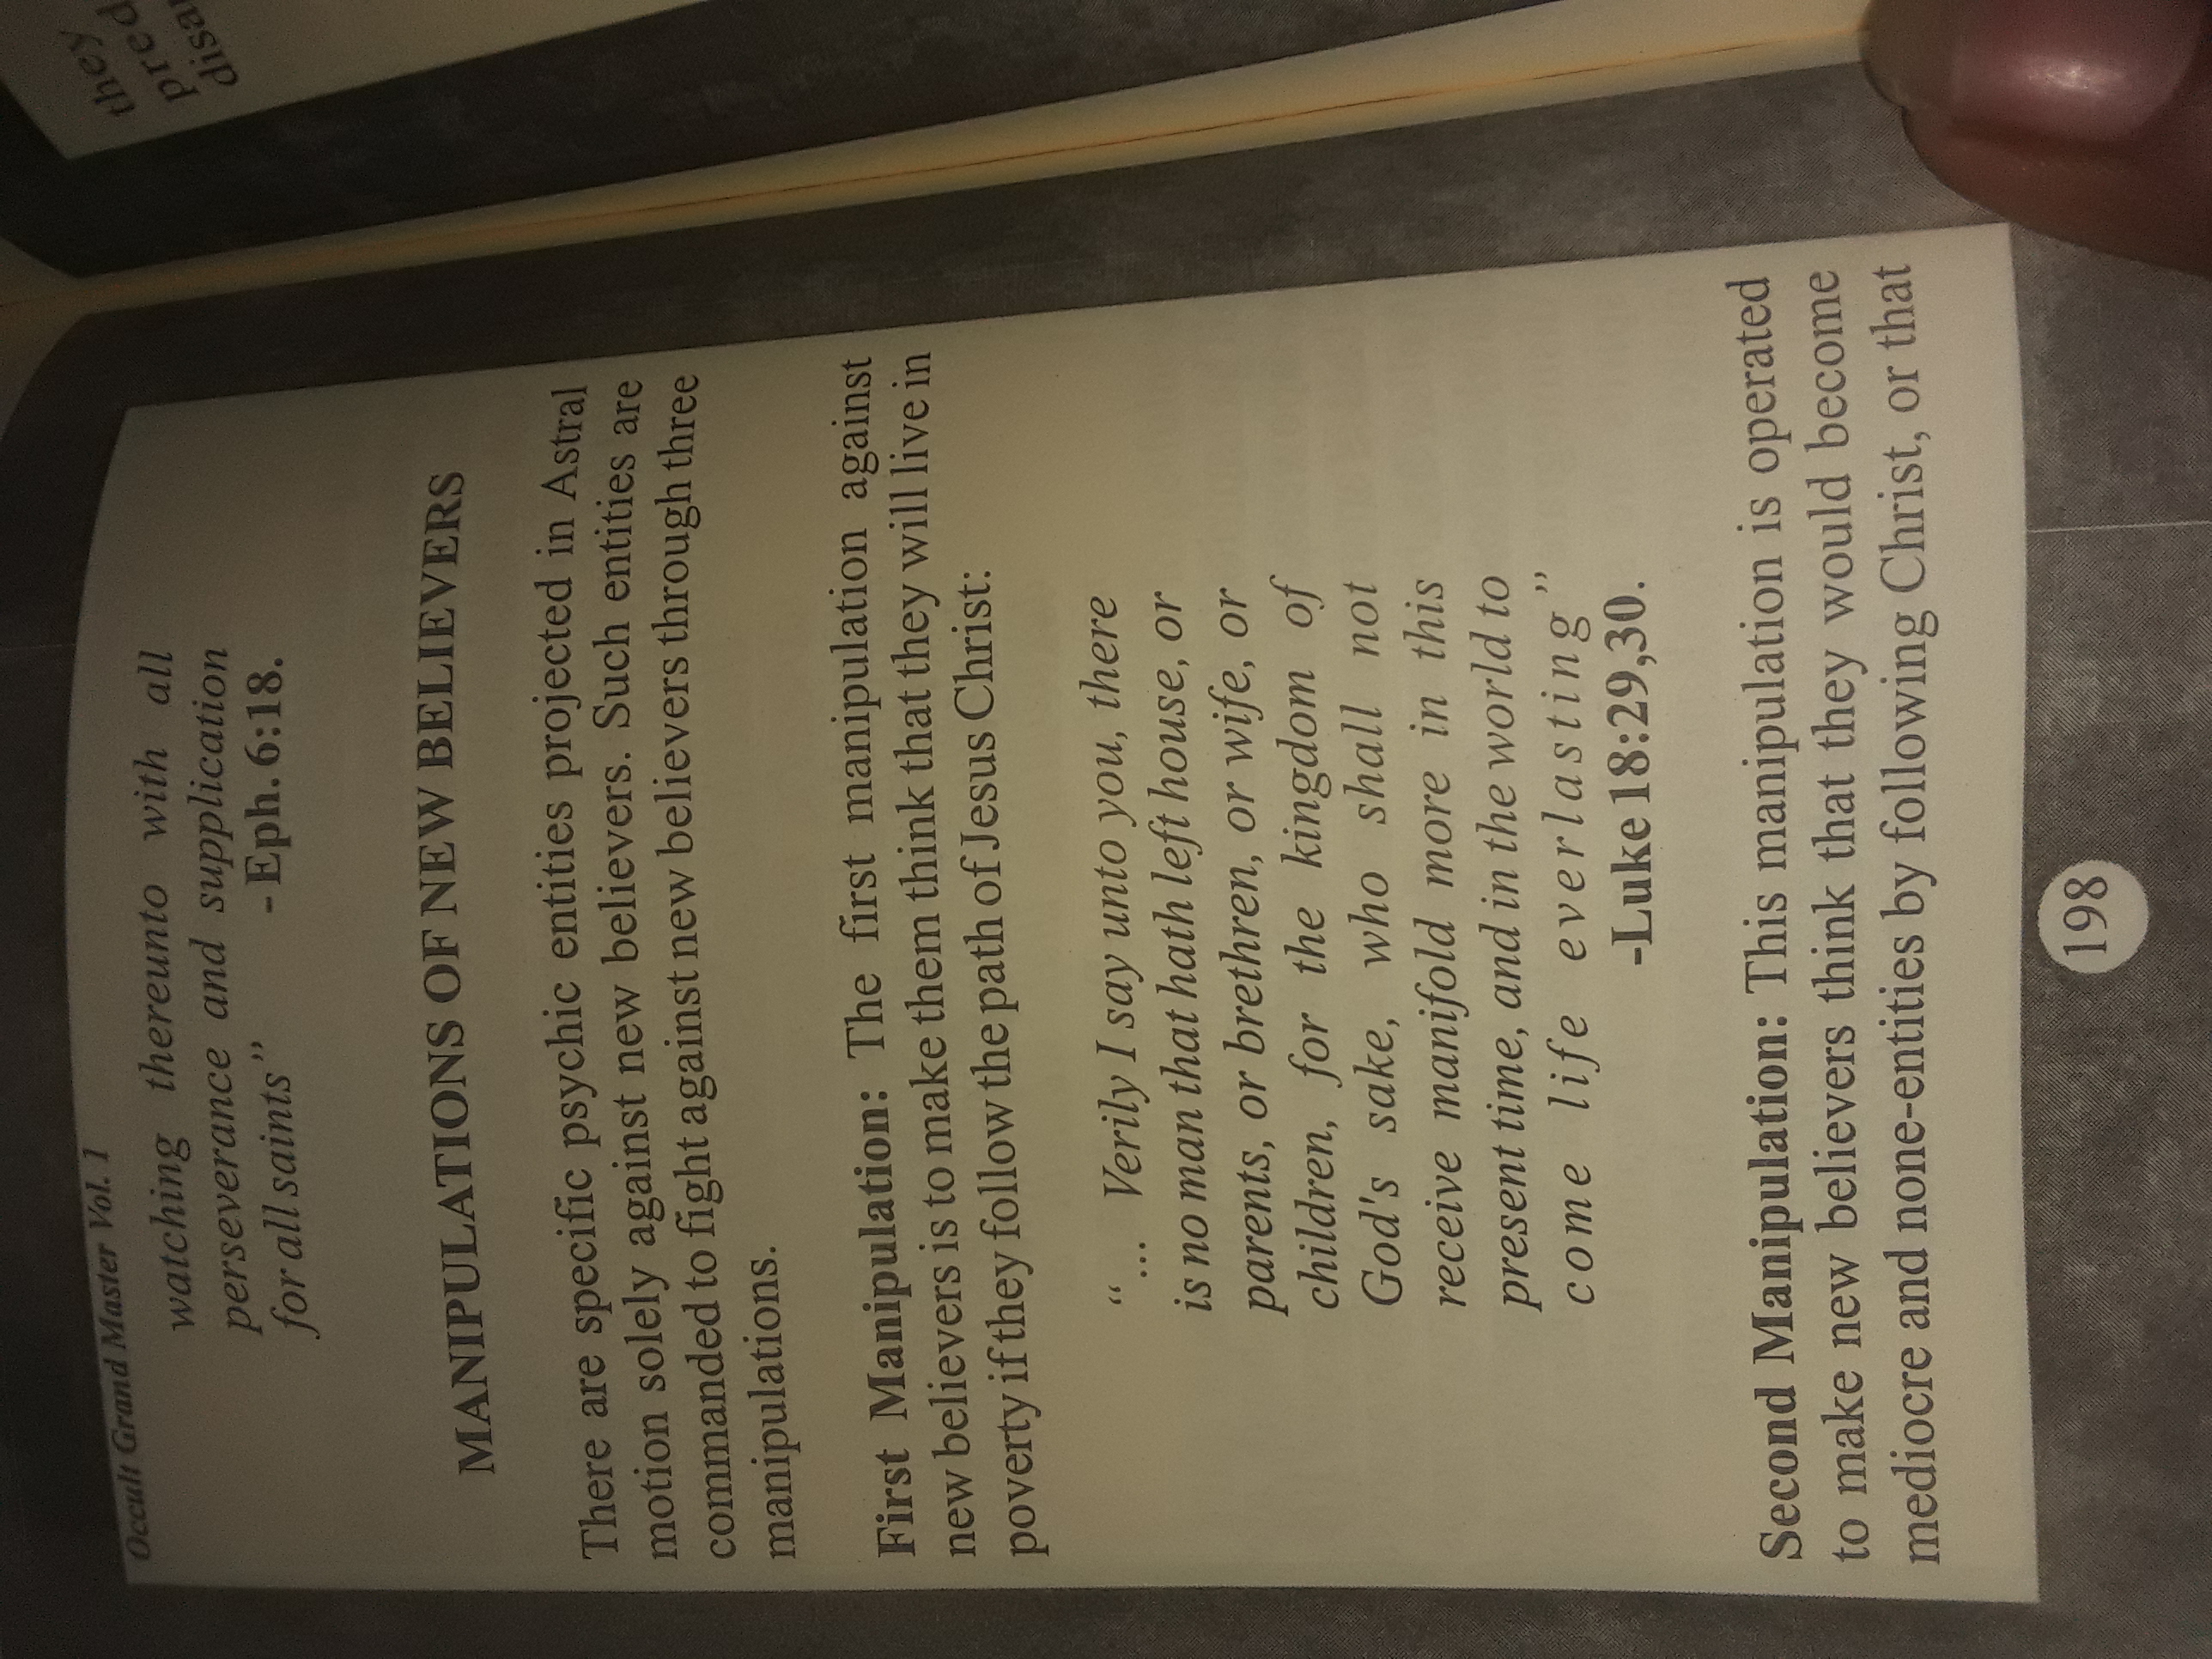 Occult Grand Master Vol. 1
watching thereunto with all
perseverance and supplication
for all saints”
-Eph.6:18.
MANIPULATIONS OF NEW BELIEVERS
There are specific psychic entities projected in Astral
motion solely against new believers. Such entities are
commanded to fight against new believers through three
manipulations.
First Manipulation: The first manipulation against
new believers is to make them think that they will live in
poverty if they follow the path of Jesus Christ:
“... Verily I say unto you, there
is no man that hath left house, or
parents, or brethren, or wife, or
children, for the kingdom of
God's sake, who shall not
receive manifold more in this
present time, and in the world to
come life everlasting”
-Luke 18:29,30.
Second Manipulation: This manipulation is operated
to make new believers think that they would become
mediocre and none-entities by following Christ, or that
198
they